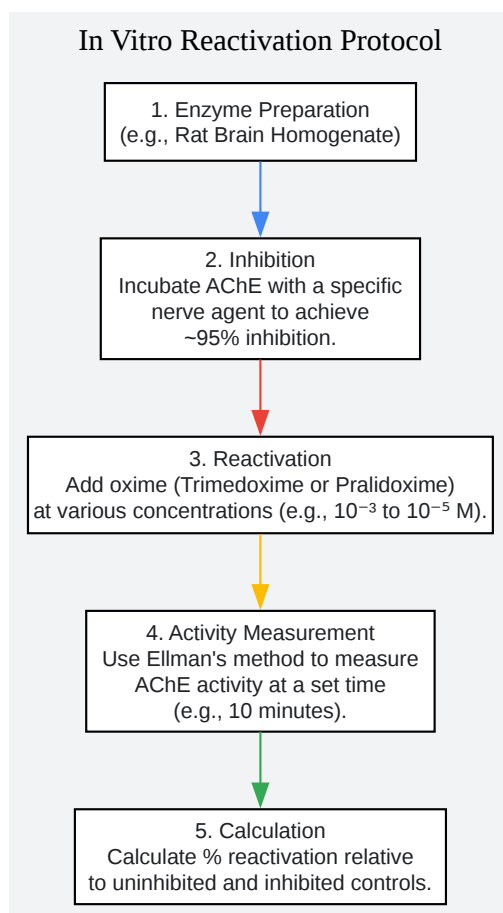 In Vitro Reactivation Protocol
1. Enzyme Preparation
(e.g., Rat Brain Homogenate)
2. Inhibition
Incubate AChE with a specific
nerve agent to achieve
~95% inhibition.
3. Reactivation
Add oxime (Trimedoxime or Pralidoxime)
at various concentrations (e.g., 10⁻³ to 10⁻⁵ M).
4. Activity Measurement
Use Ellman's method to measure
AChE activity at a set time
(e.g., 10 minutes).
5. Calculation
Calculate % reactivation relative
to uninhibited and inhibited controls.